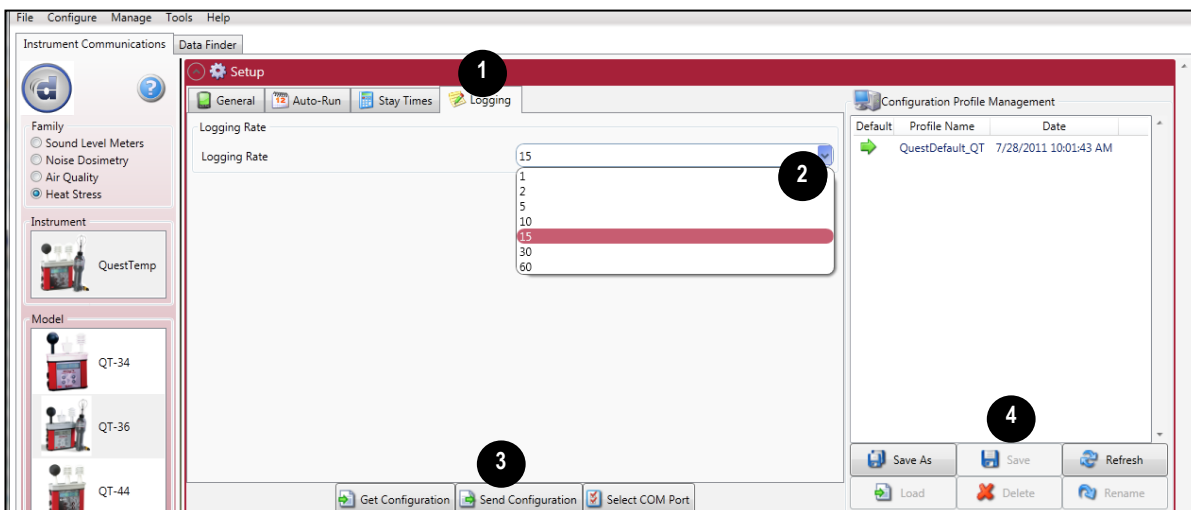 File Configure Manage Tools Help
Instrument Communications Data Finder
1
Setup
General 12 Auto-Run Stay Times Logging
Configuration Profile Management
d
?
Family
Sound Level Meters
Noise Dosimetry
Air Quality
Heat Stress
Logging Rate
Logging Rate 15
2
1
2
5
10
15
30
60
Default Profile Name Date
QuestDefault_QT 7/28/2011 10:01:43 AM
Instrument
QuestTemp
Model
QT-34
QT-36
QT-44
3
Get Configuration Send Configuration Select COM Port
4
Save As Save Refresh
Load Delete Rename